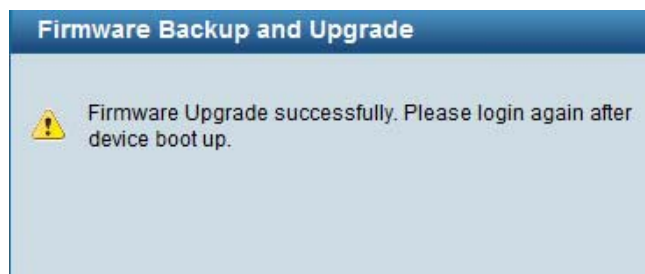 Firmware Backup and Upgrade
Firmware Upgrade successfully. Please login again after
device boot up.